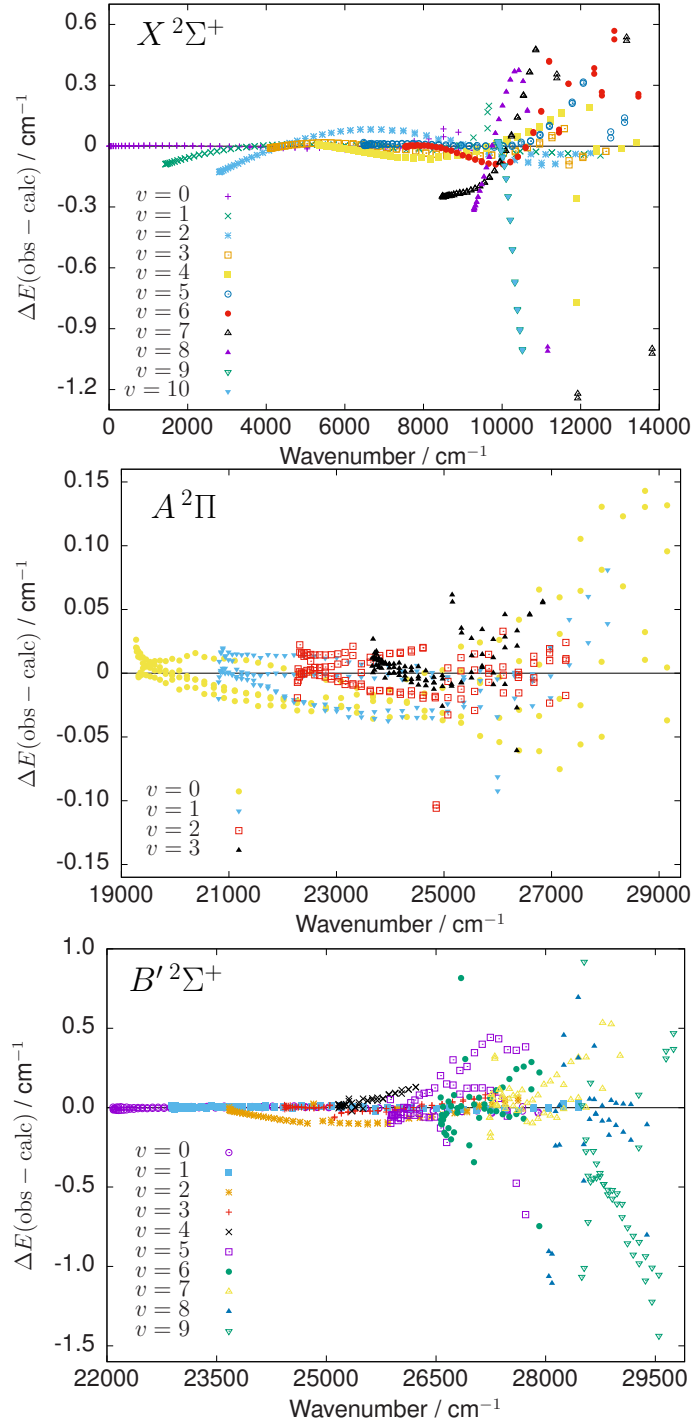 0.6
0.3
0
-0.3
-0.6
-0.9
-1.2
ΔE(obs − calc) / cm⁻¹
X ²Σ+
v = 0
v = 1
v = 2
v = 3
v = 4
v = 5
v = 6
v = 7
v = 8
v = 9
v = 10
0 2000 4000 6000 8000 10000 12000 14000
Wavenumber / cm⁻¹
0.15
0.10
0.05
0
-0.05
-0.10
-0.15
ΔE(obs − calc) / cm⁻¹
A ²Π
v = 0
v = 1
v = 2
v = 3
19000 21000 23000 25000 27000 29000
Wavenumber / cm⁻¹
1.0
0.5
0.0
-0.5
-1.0
-1.5
ΔE(obs − calc) / cm⁻¹
B′ ²Σ+
v = 0
v = 1
v = 2
v = 3
v = 4
v = 5
v = 6
v = 7
v = 8
v = 9
22000 23500 25000 26500 28000 29500
Wavenumber / cm⁻¹